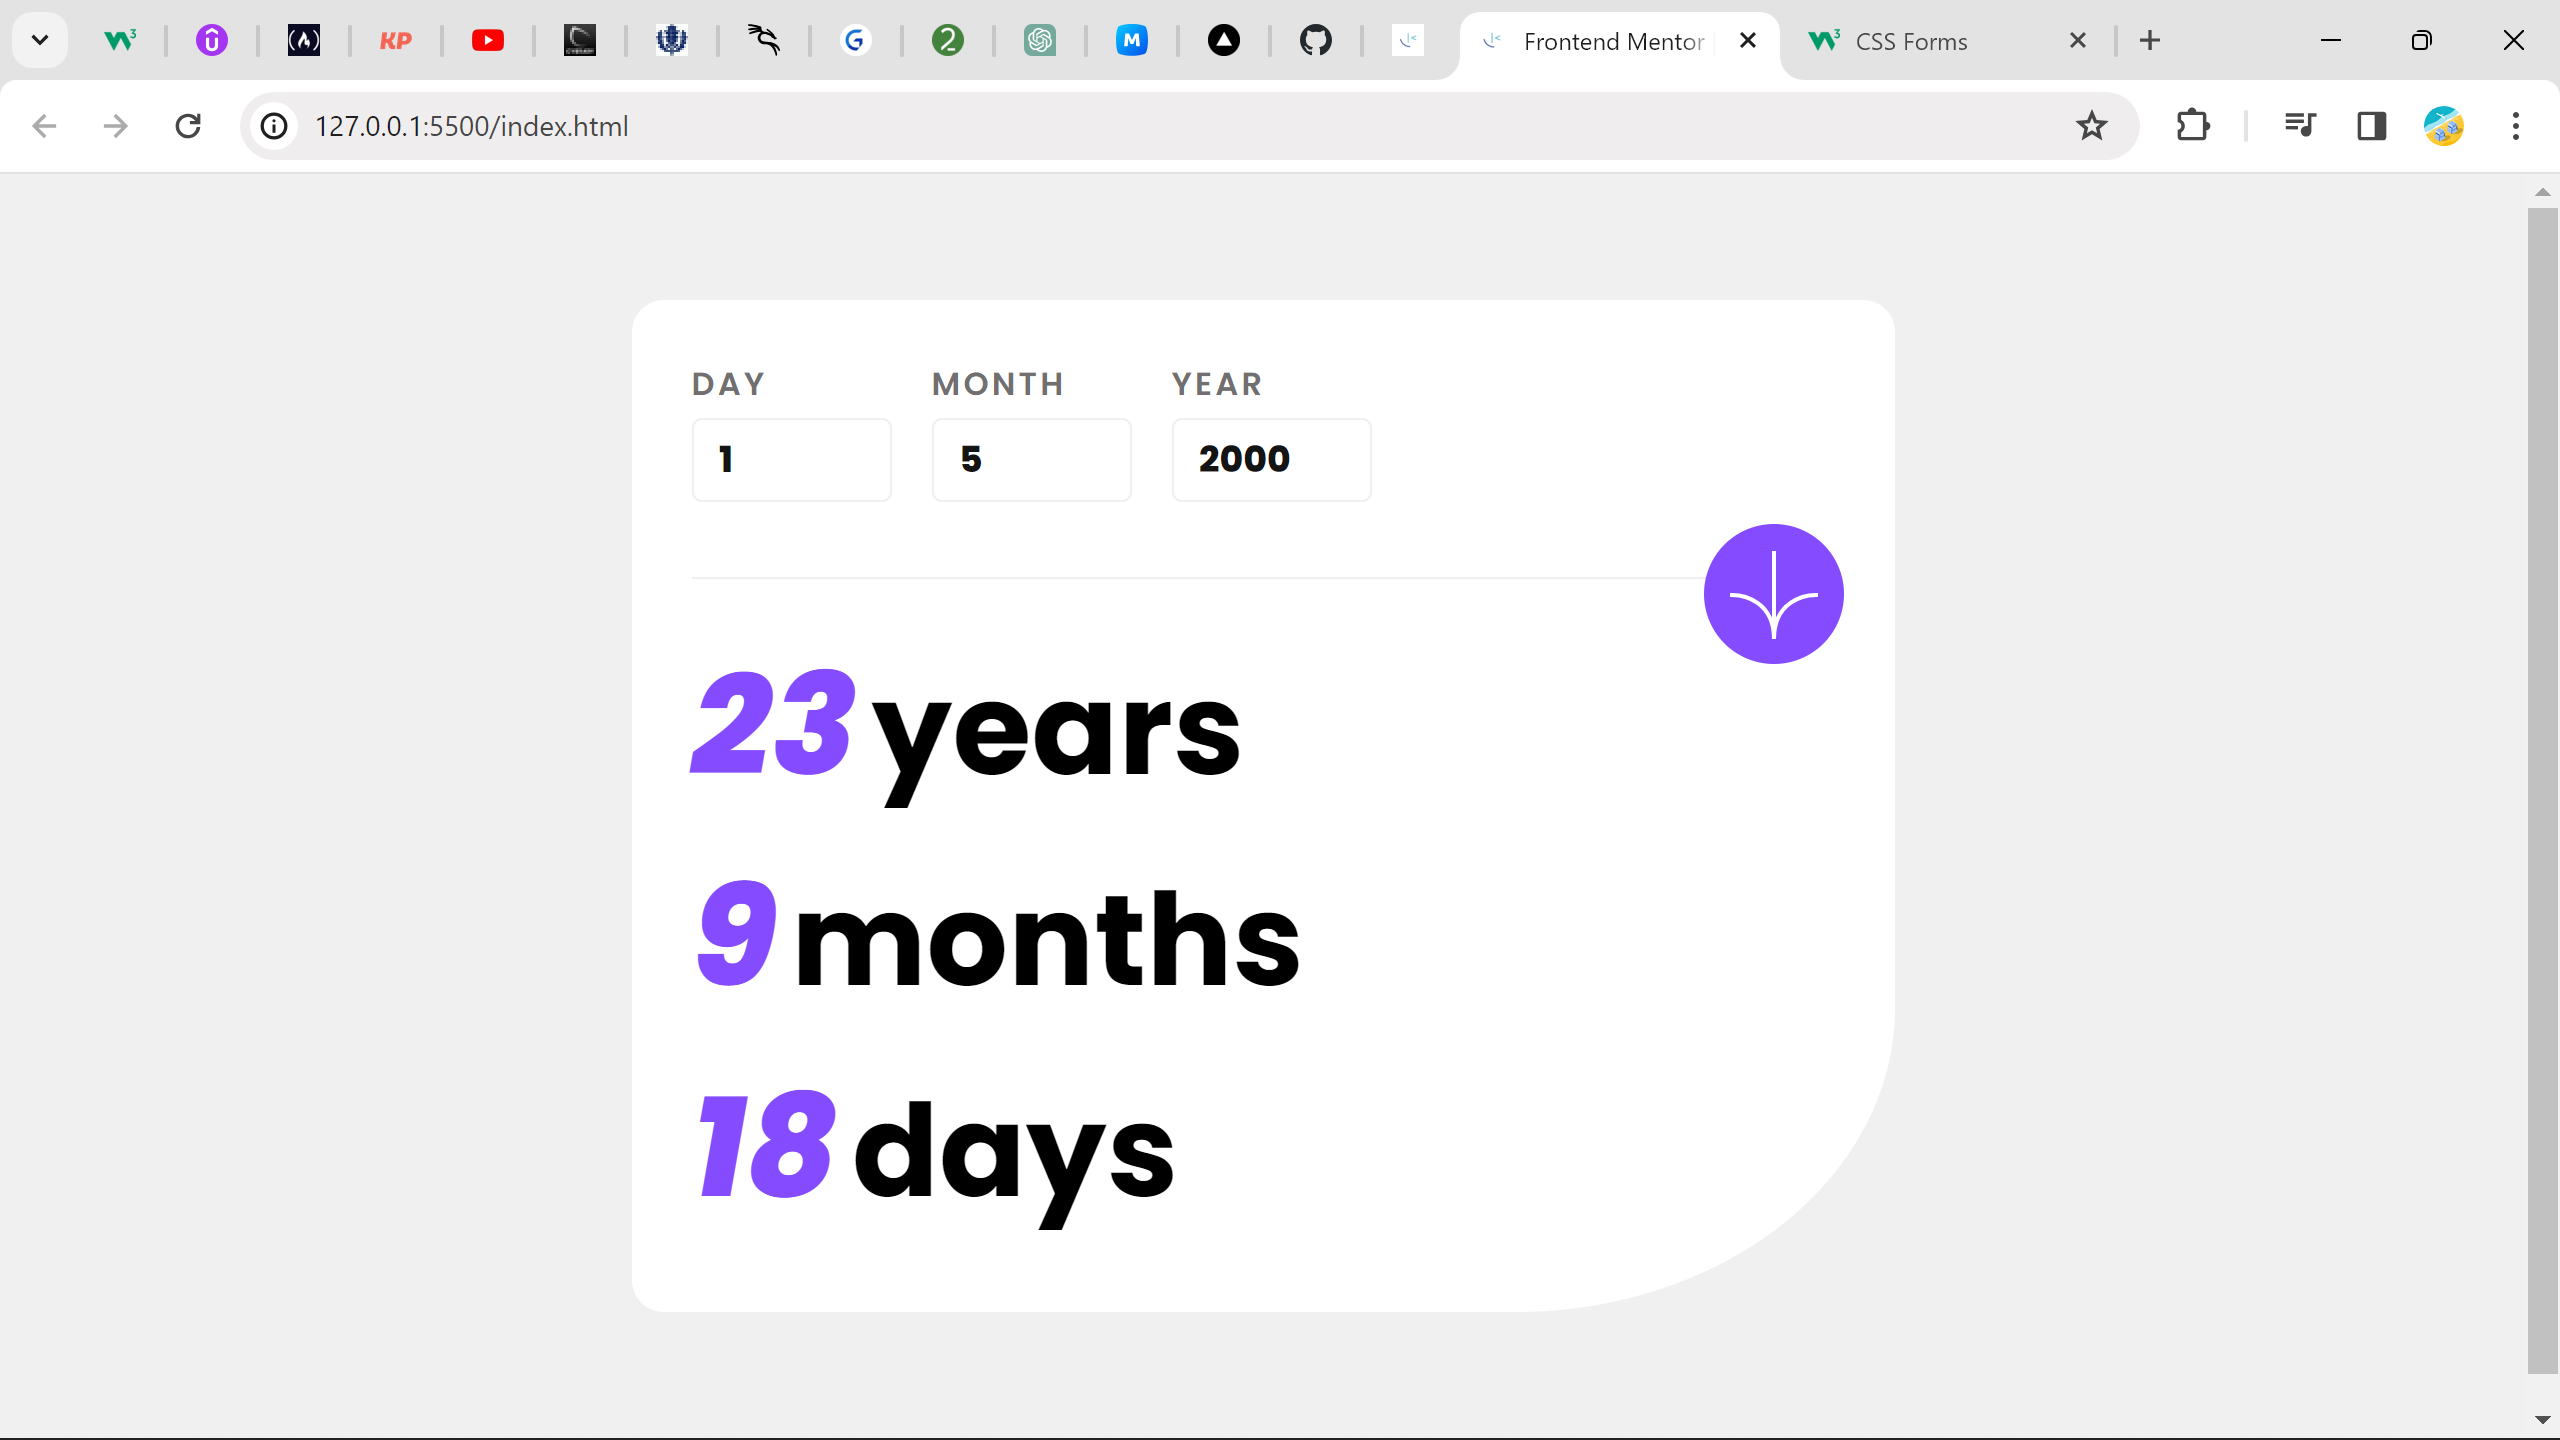 Frontend Mentor
CSS Forms
127.0.0.1:5500/index.html
DAY MONTH YEAR
1 5 2000
23 years
9 months
18 days